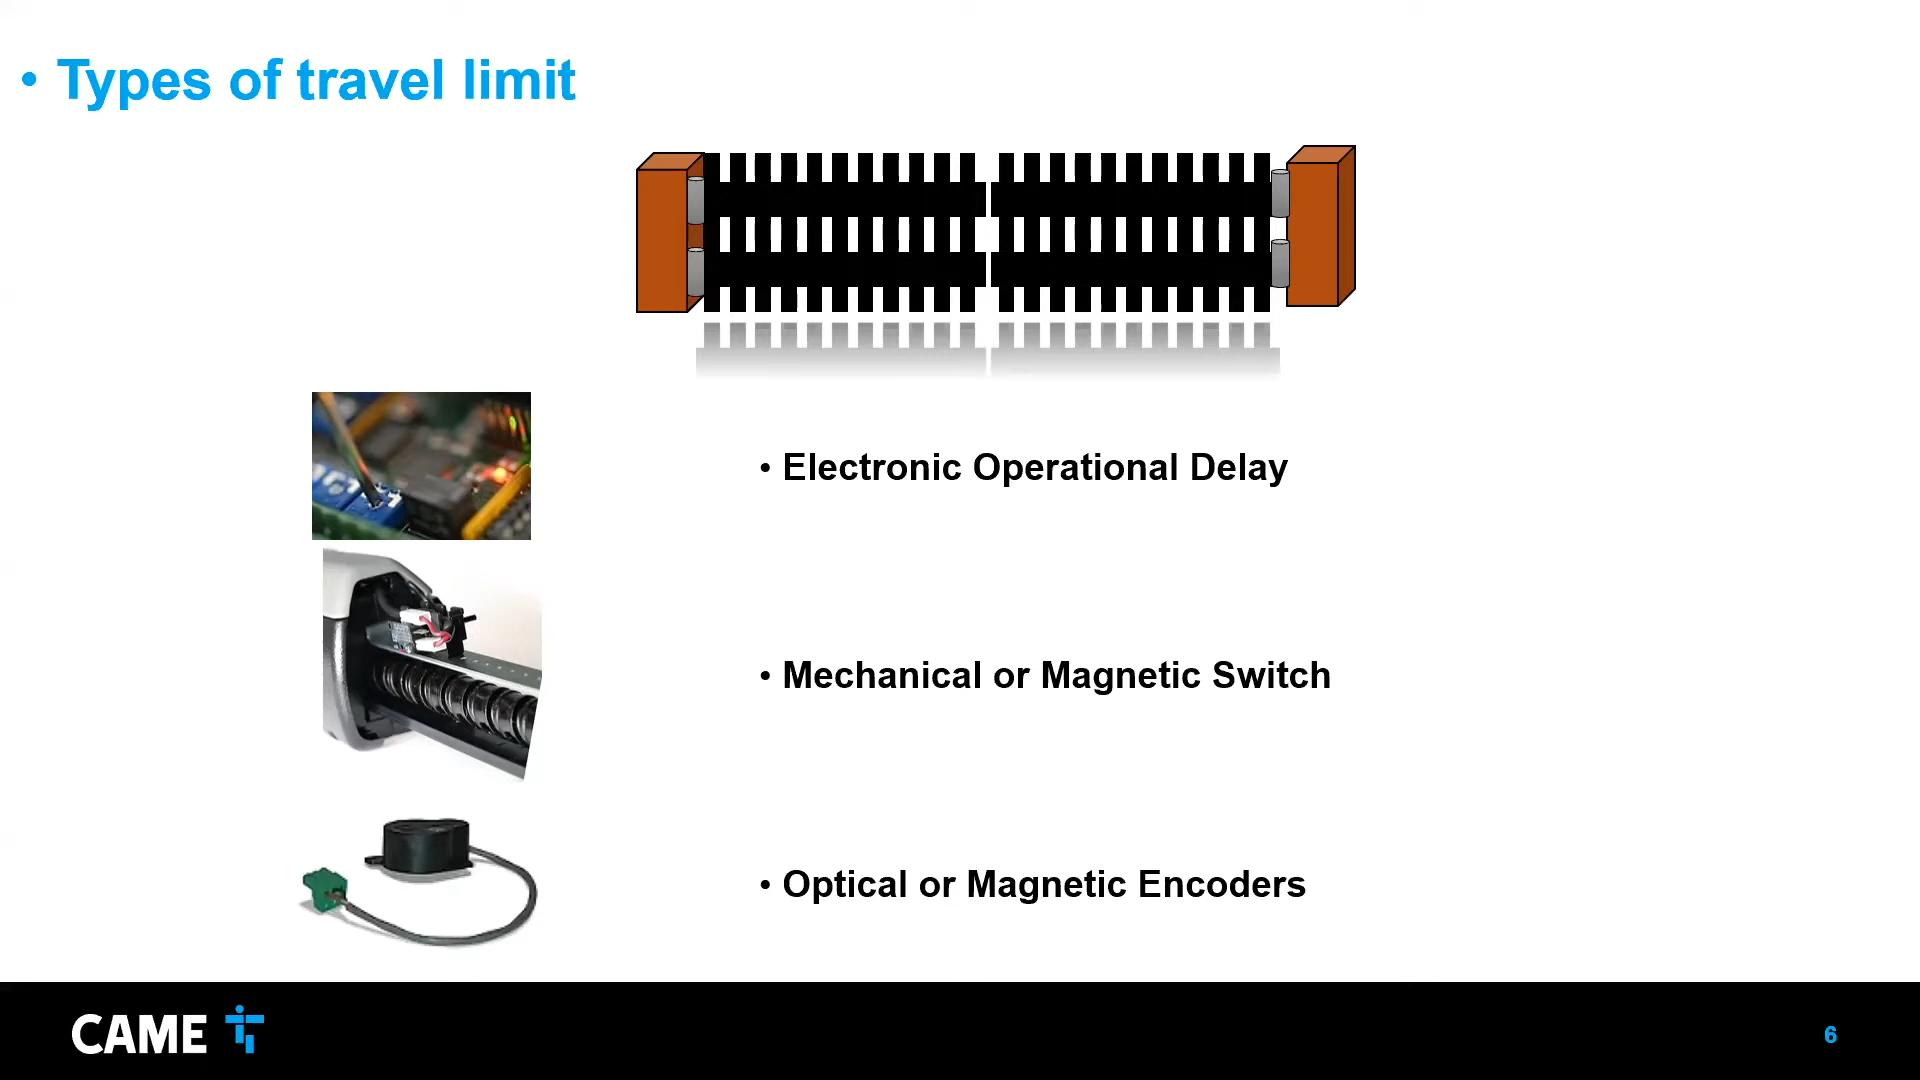 • Types of travel limit
• Electronic Operational Delay
• Mechanical or Magnetic Switch
• Optical or Magnetic Encoders
CAME
6